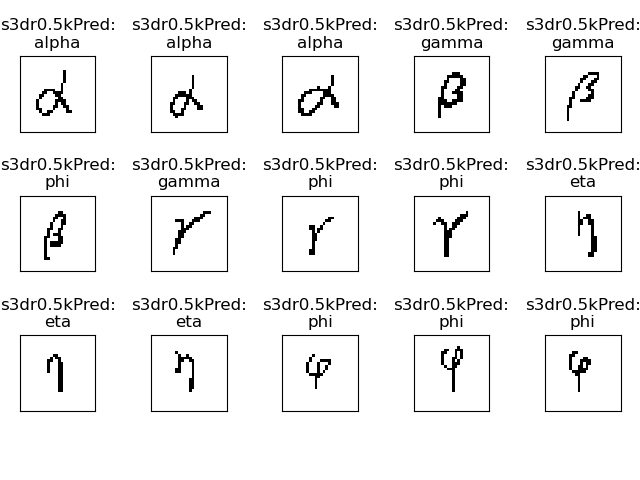 s3dr0.5kPred: s3dr0.5kPred: s3dr0.5kPred: s3dr0.5kPred: s3dr0.5kPred:
alpha alpha alpha gamma gamma
α α α β β
s3dr0.5kPred: s3dr0.5kPred: s3dr0.5kPred: s3dr0.5kPred: s3dr0.5kPred:
phi gamma phi phi eta
β γ γ γ η
s3dr0.5kPred: s3dr0.5kPred: s3dr0.5kPred: s3dr0.5kPred: s3dr0.5kPred:
eta eta phi phi phi
η η φ φ φ